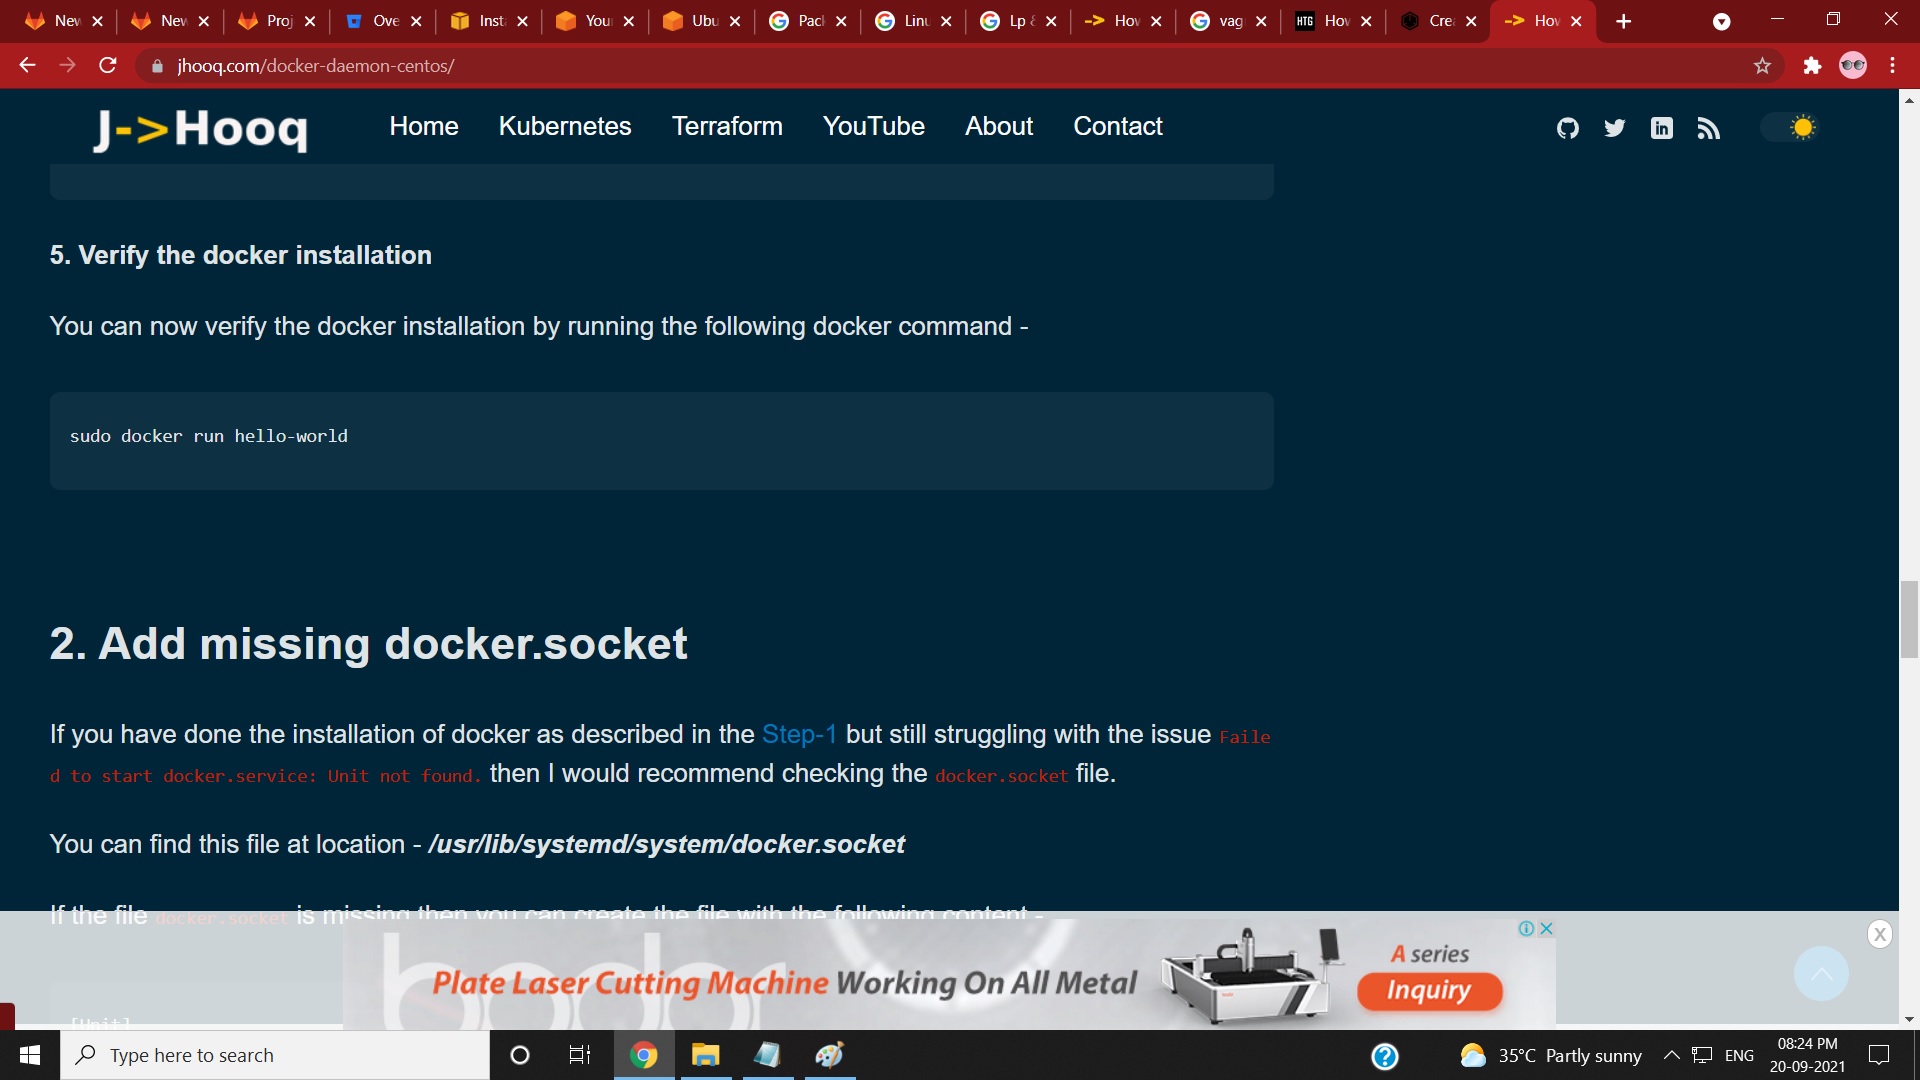 New
New
Proj
Ove
Inst
You
Ubu
Pac
Linu
Lp &
How
vag
HTG
How
Cre
How
jhooq.com/docker-daemon-centos/
J->Hooq
Home
Kubernetes
Terraform
YouTube
About
Contact
5. Verify the docker installation
You can now verify the docker installation by running the following docker command -
sudo docker run hello-world
2. Add missing docker.socket
If you have done the installation of docker as described in the Step-1 but still struggling with the issue Faile
d to start docker.service: Unit not found. then I would recommend checking the docker.socket file.
You can find this file at location - /usr/lib/systemd/system/docker.socket
If the file docker.socket is missing then you can create the file with the following content -
bodor
Plate Laser Cutting Machine Working On All Metal
A series
Inquiry
X
[Unit]
Type here to search
35°C Partly sunny
ENG
08:24 PM
20-09-2021